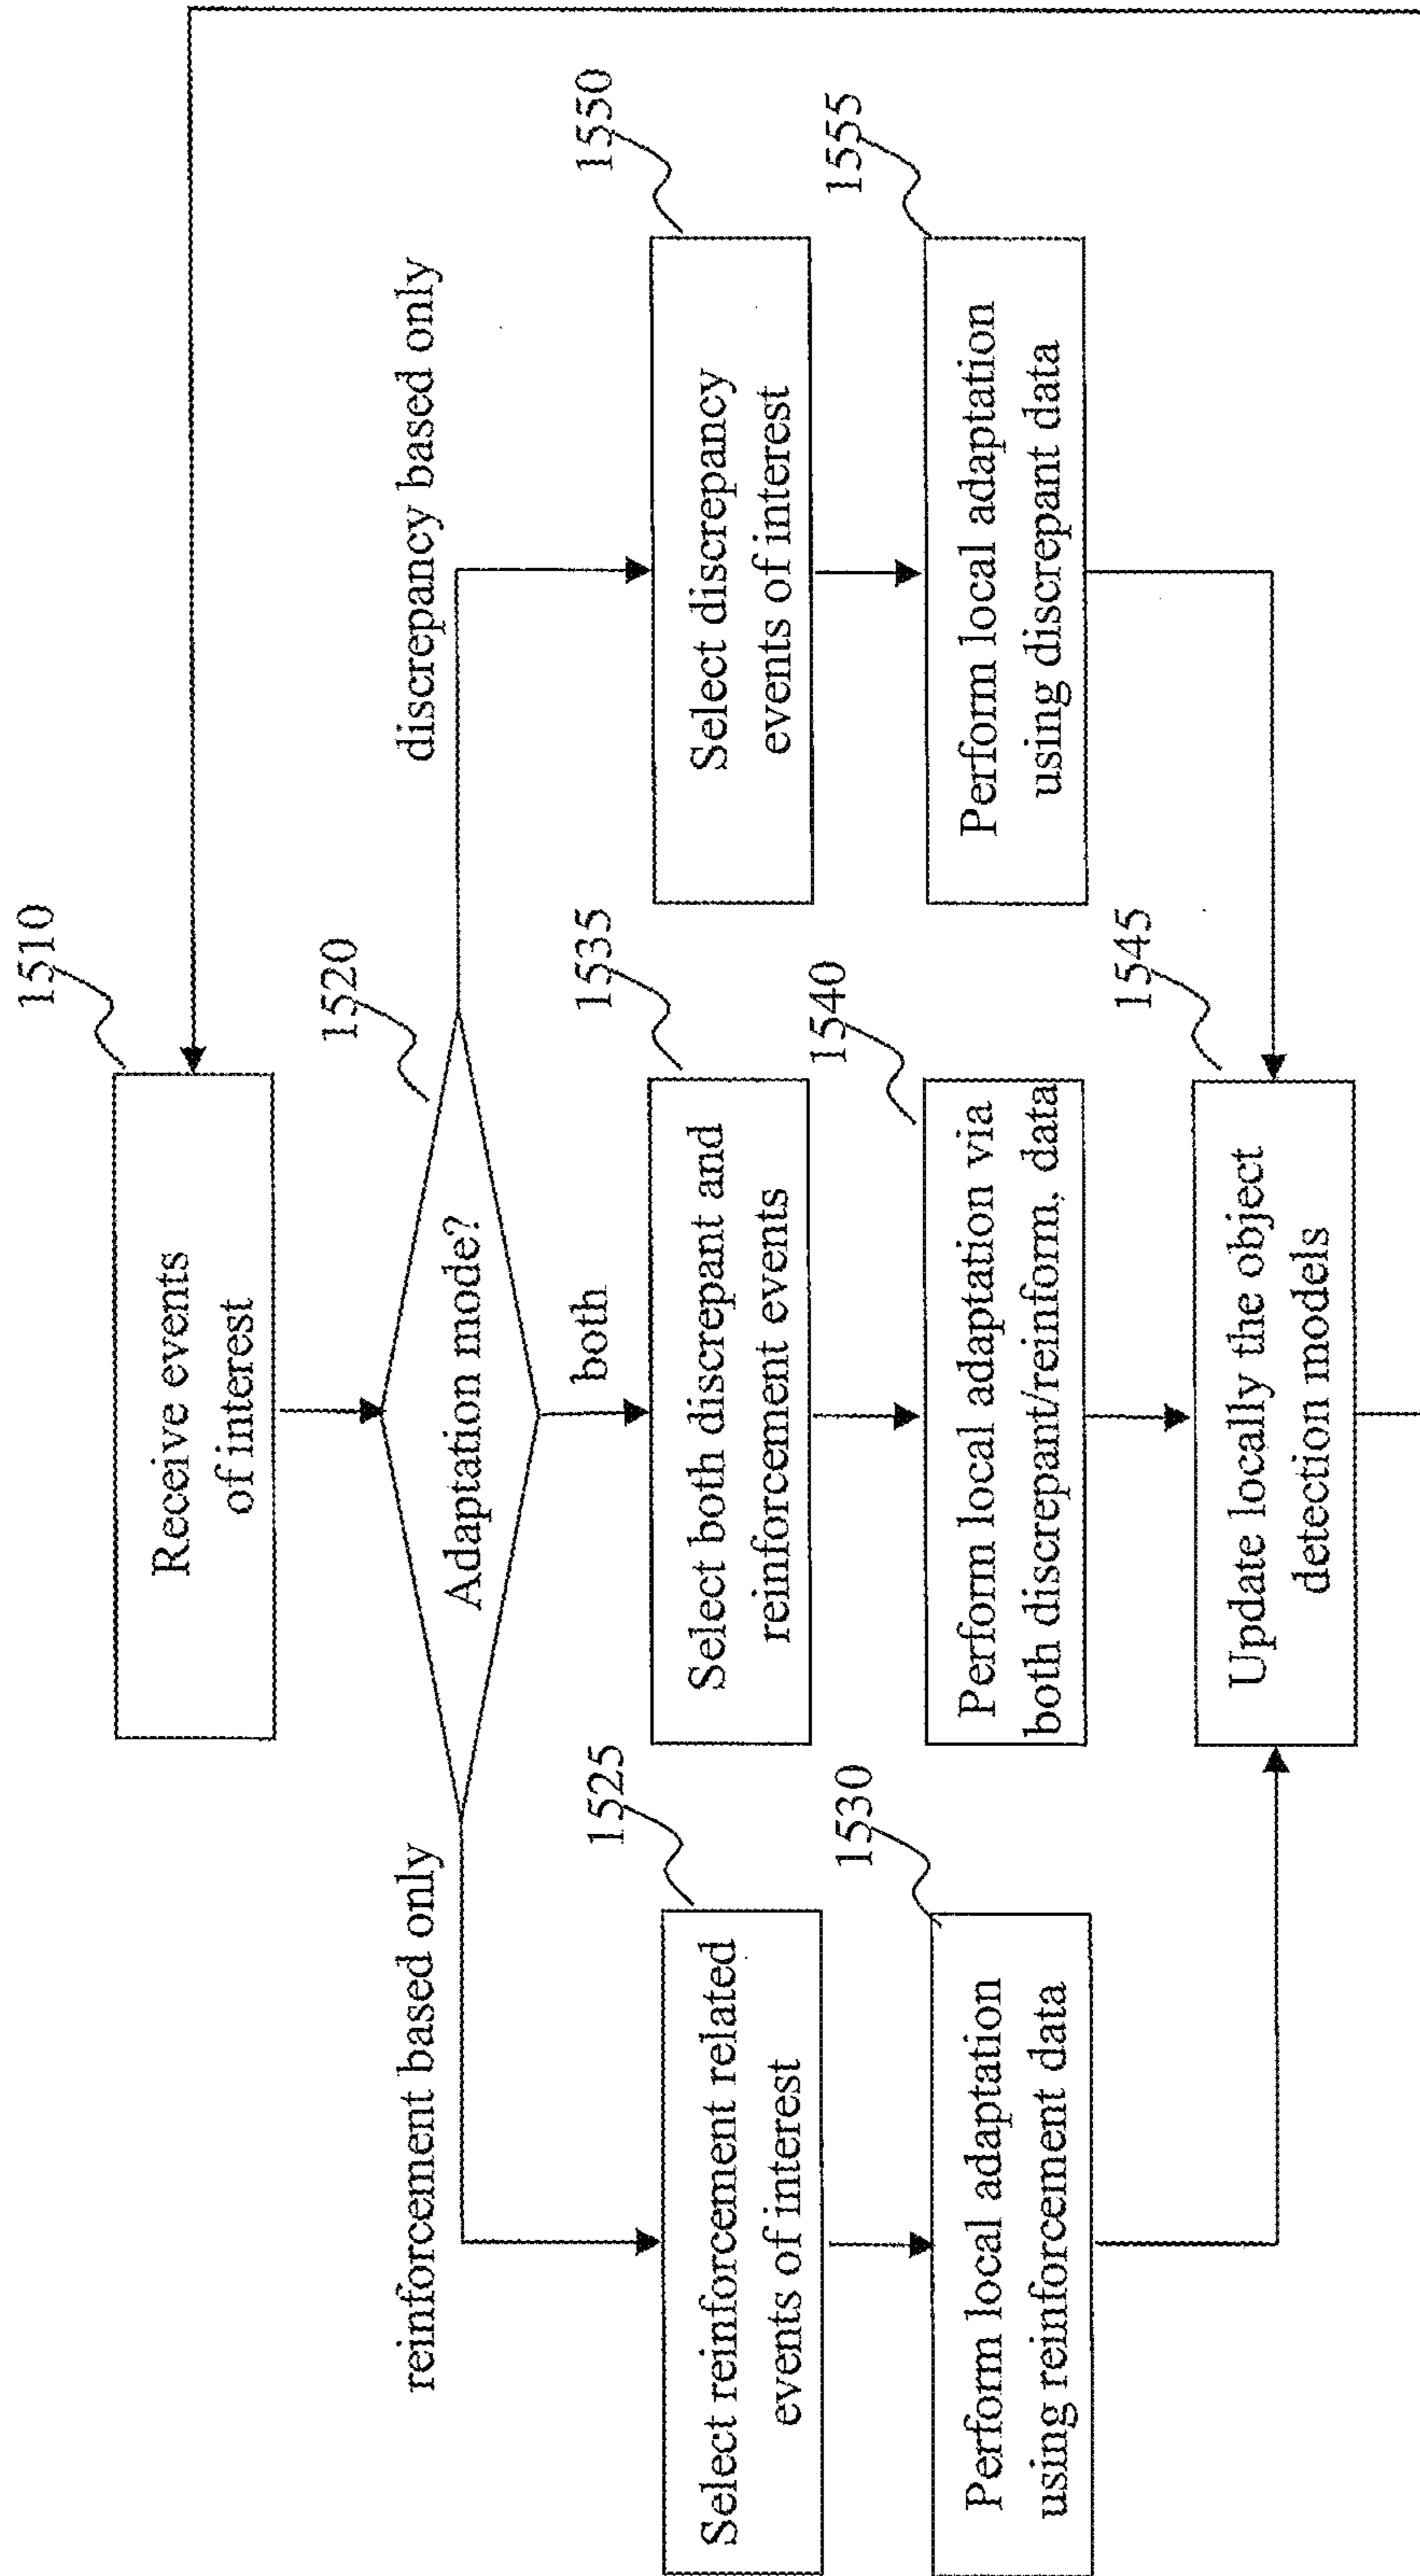 1510
Receive events
of interest
1520
Adaptation mode?
reinforcement based only
both
discrepancy based only
1525
Select reinforcement related
events of interest
1535
Select both discrepant and
reinforcement events
1550
Select discrepancy
events of interest
1530
Perform local adaptation
using reinforcement data
1540
Perform local adaptation via
both discrepant/reinform, data
1555
Perform local adaptation
using discrepant data
1545
Update locally the object
detection models